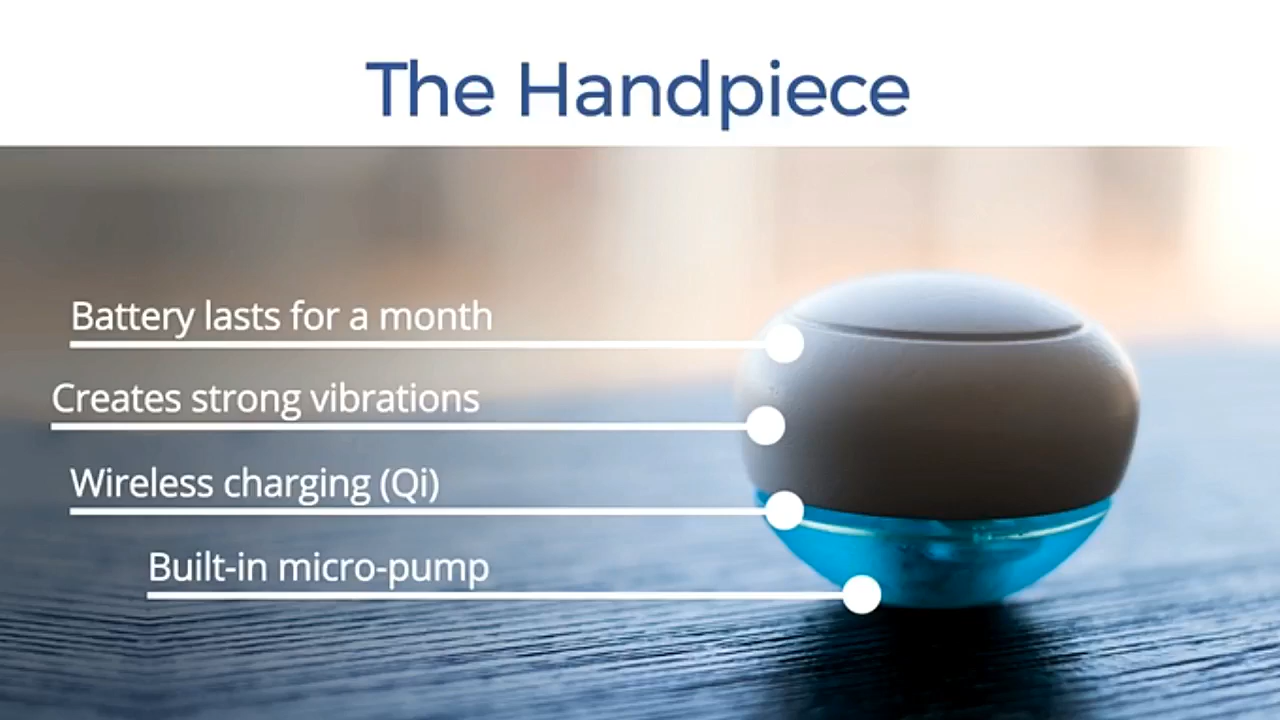 The Handpiece
Battery lasts for a month
Creates strong vibrations
Wireless charging (Qi)
Built-in micro-pump